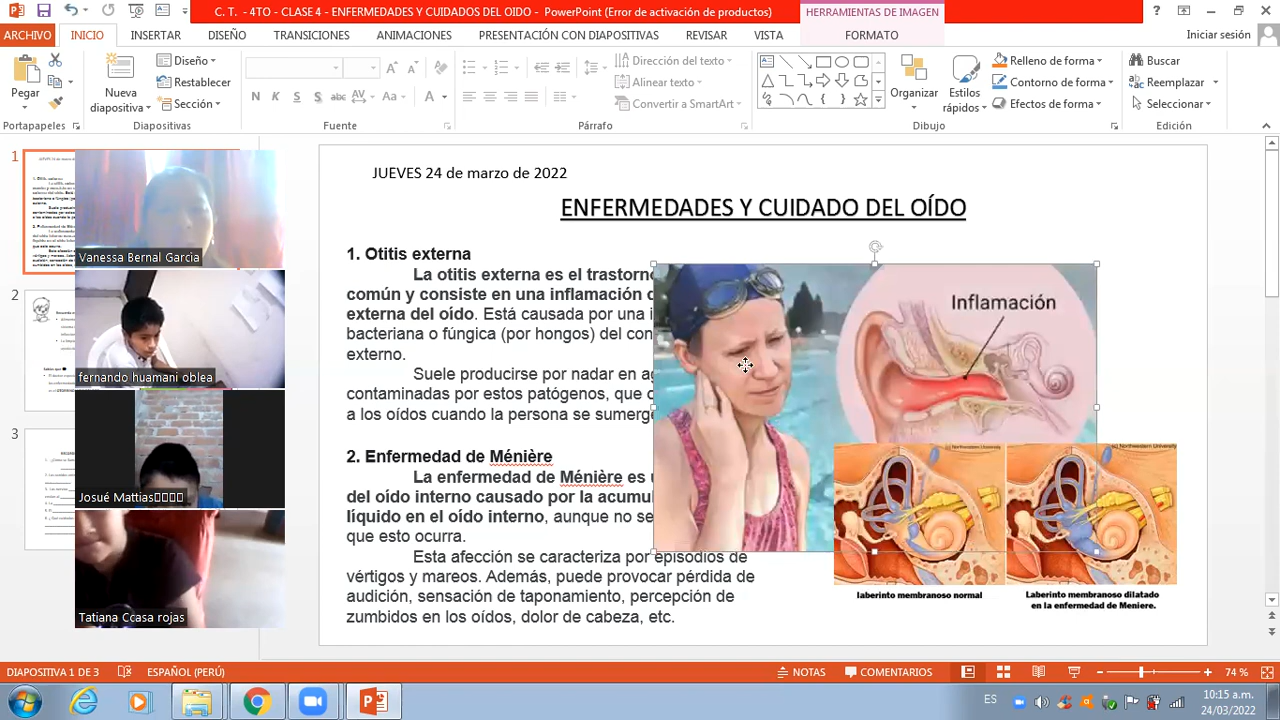 C. T. - 4TO - CLASE 4 - ENFERMEDADES Y CUIDADOS DEL OIDO - PowerPoint (Error de activación de productos)
HERRAMIENTAS DE IMAGEN
ARCHIVO INICIO INSERTAR DISEÑO TRANSICIONES ANIMACIONES PRESENTACIÓN CON DIAPOSITIVAS REVISAR VISTA FORMATO Iniciar sesión
Pegar
Nueva diapositiva
Diseño
Restablecer
Sección
N K S S abc AV Aa A
Dirección del texto
Alinear texto
Convertir a SmartArt
Organizar
Estilos rápidos
Relleno de forma
Contorno de forma
Efectos de forma
Buscar
Reemplazar
Seleccionar
Portapapeles Diapositivas Fuente Párrafo Dibujo Edición
1
2
3
Vanessa Bernal Garcia
fernando huamani oblea
Josué Mattias
Tatiana Ccasa rojas
JUEVES 24 de marzo de 2022
ENFERMEDADES Y CUIDADO DEL OÍDO
1. Otitis externa
La otitis externa es el trastorno
común y consiste en una inflamación
externa del oído. Está causada por una
bacteriana o fúngica (por hongos) del
externo.
Suele producirse por nadar en
contaminadas por estos patógenos, que
a los oídos cuando la persona se sumerge
2. Enfermedad de Ménière
La enfermedad de Ménière es
del oído interno causado por la
líquido en el oído interno, aunque no se
que esto ocurra.
Esta afección se caracteriza por episodios de
vértigos y mareos. Además, puede provocar pérdida de
audición, sensación de taponamiento, percepción de
zumbidos en los oídos, dolor de cabeza, etc.
Inflamación
(c) Northwestern University
laberinto membranoso normal
Laberinto membranoso dilatado
en la enfermedad de Meniere.
DIAPOSITIVA 1 DE 3 ESPAÑOL (PERÚ) NOTAS COMENTARIOS 74 %
ES
10:15 a.m.
24/03/2022